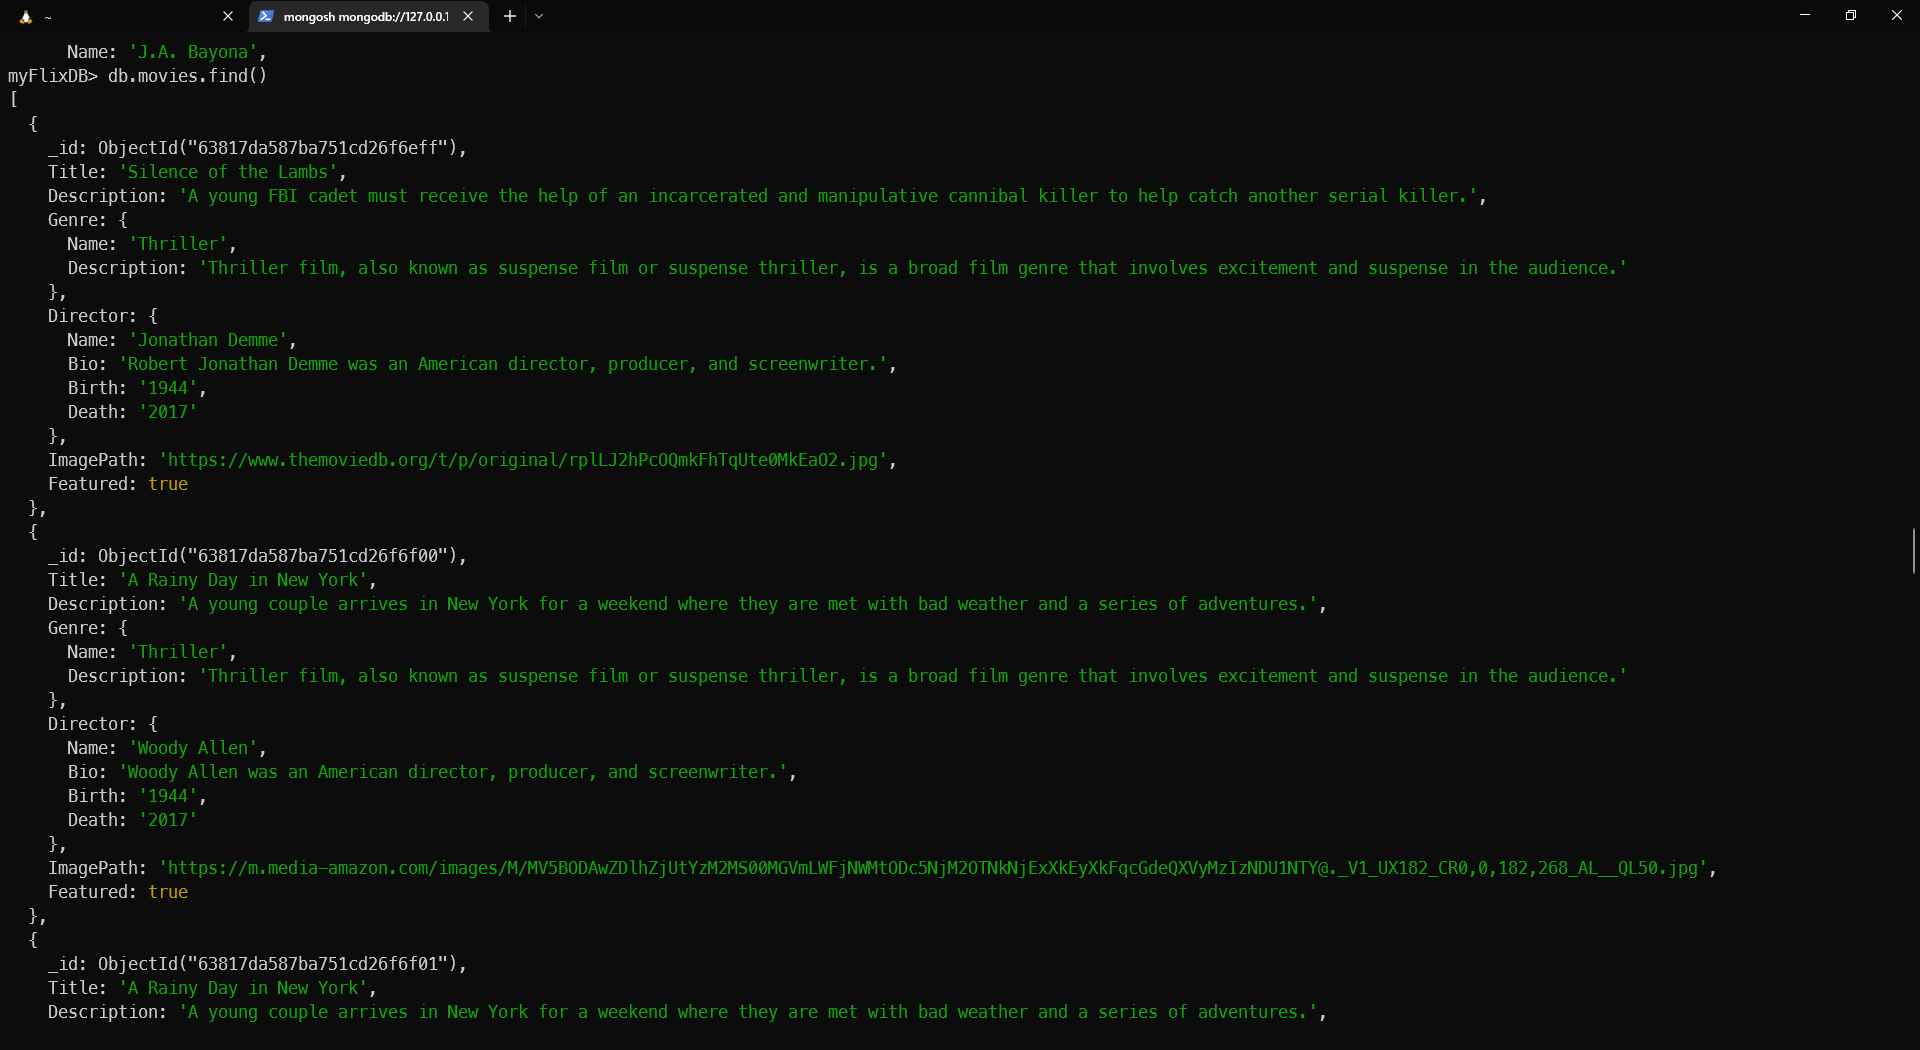 ~
mongosh mongodb://127.0.0.1
Name: 'J.A. Bayona',
myFlixDB> db.movies.find()
[
  {
    _id: ObjectId("63817da587ba751cd26f6eff"),
    Title: 'Silence of the Lambs',
    Description: 'A young FBI cadet must receive the help of an incarcerated and manipulative cannibal killer to help catch another serial killer.',
    Genre: {
      Name: 'Thriller',
      Description: 'Thriller film, also known as suspense film or suspense thriller, is a broad film genre that involves excitement and suspense in the audience.'
    },
    Director: {
      Name: 'Jonathan Demme',
      Bio: 'Robert Jonathan Demme was an American director, producer, and screenwriter.',
      Birth: '1944',
      Death: '2017'
    },
    ImagePath: 'https://www.themoviedb.org/t/p/original/rplLJ2hPcOQmkFhTqUte0MkEaO2.jpg',
    Featured: true
  },
  {
    _id: ObjectId("63817da587ba751cd26f6f00"),
    Title: 'A Rainy Day in New York',
    Description: 'A young couple arrives in New York for a weekend where they are met with bad weather and a series of adventures.',
    Genre: {
      Name: 'Thriller',
      Description: 'Thriller film, also known as suspense film or suspense thriller, is a broad film genre that involves excitement and suspense in the audience.'
    },
    Director: {
      Name: 'Woody Allen',
      Bio: 'Woody Allen was an American director, producer, and screenwriter.',
      Birth: '1944',
      Death: '2017'
    },
    ImagePath: 'https://m.media-amazon.com/images/M/MV5BODAwZDlhZjUtYzM2MS00MGVmLWFjNWMtODc5NjM2OTNkNjExXkEyXkFqcGdeQXVyMzIzNDU1NTY@._V1_UX182_CR0,0,182,268_AL__QL50.jpg',
    Featured: true
  },
  {
    _id: ObjectId("63817da587ba751cd26f6f01"),
    Title: 'A Rainy Day in New York',
    Description: 'A young couple arrives in New York for a weekend where they are met with bad weather and a series of adventures.',